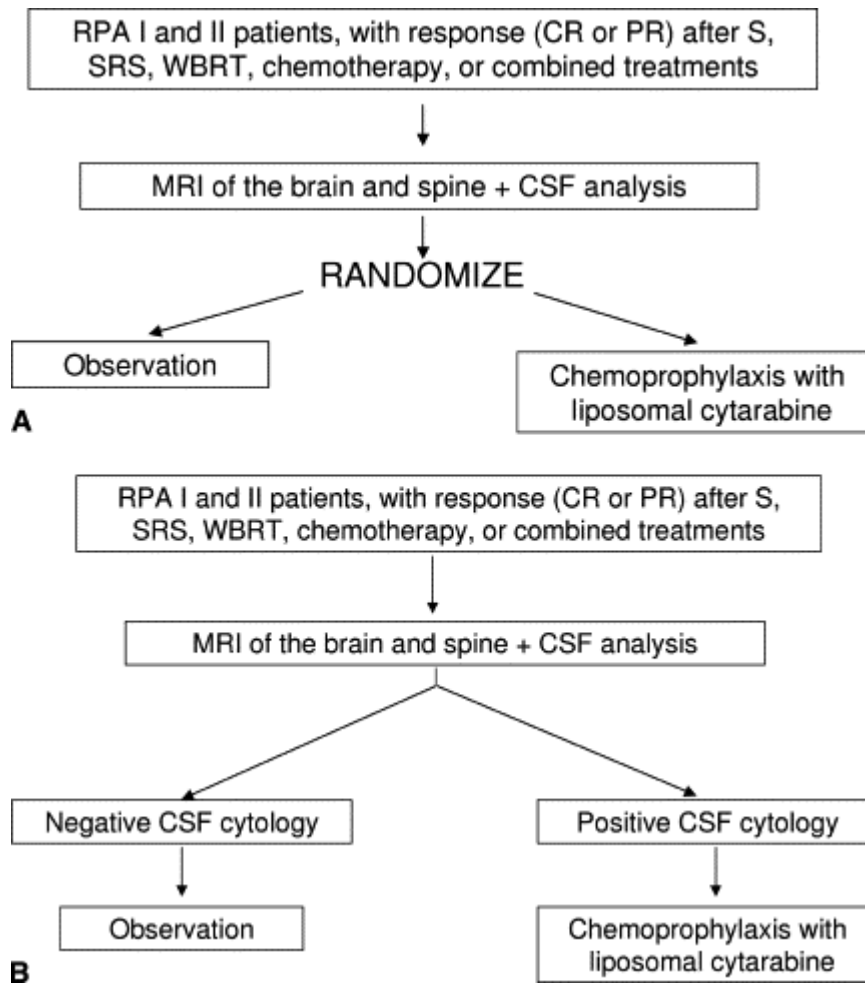 RPA I and II patients, with response (CR or PR) after S,
SRS, WBRT, chemotherapy, or combined treatments
MRI of the brain and spine + CSF analysis
RANDOMIZE
Observation
Chemoprophylaxis with
liposomal cytarabine
A
RPA I and II patients, with response (CR or PR) after S,
SRS, WBRT, chemotherapy, or combined treatments
MRI of the brain and spine + CSF analysis
Negative CSF cytology
Positive CSF cytology
Observation
Chemoprophylaxis with
liposomal cytarabine
B